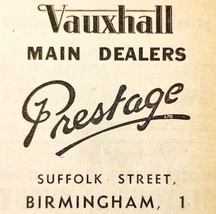 Vauxhall
MAIN DEALERS
Prestage
SUFFOLK STREET,
BIRMINGHAM, 1